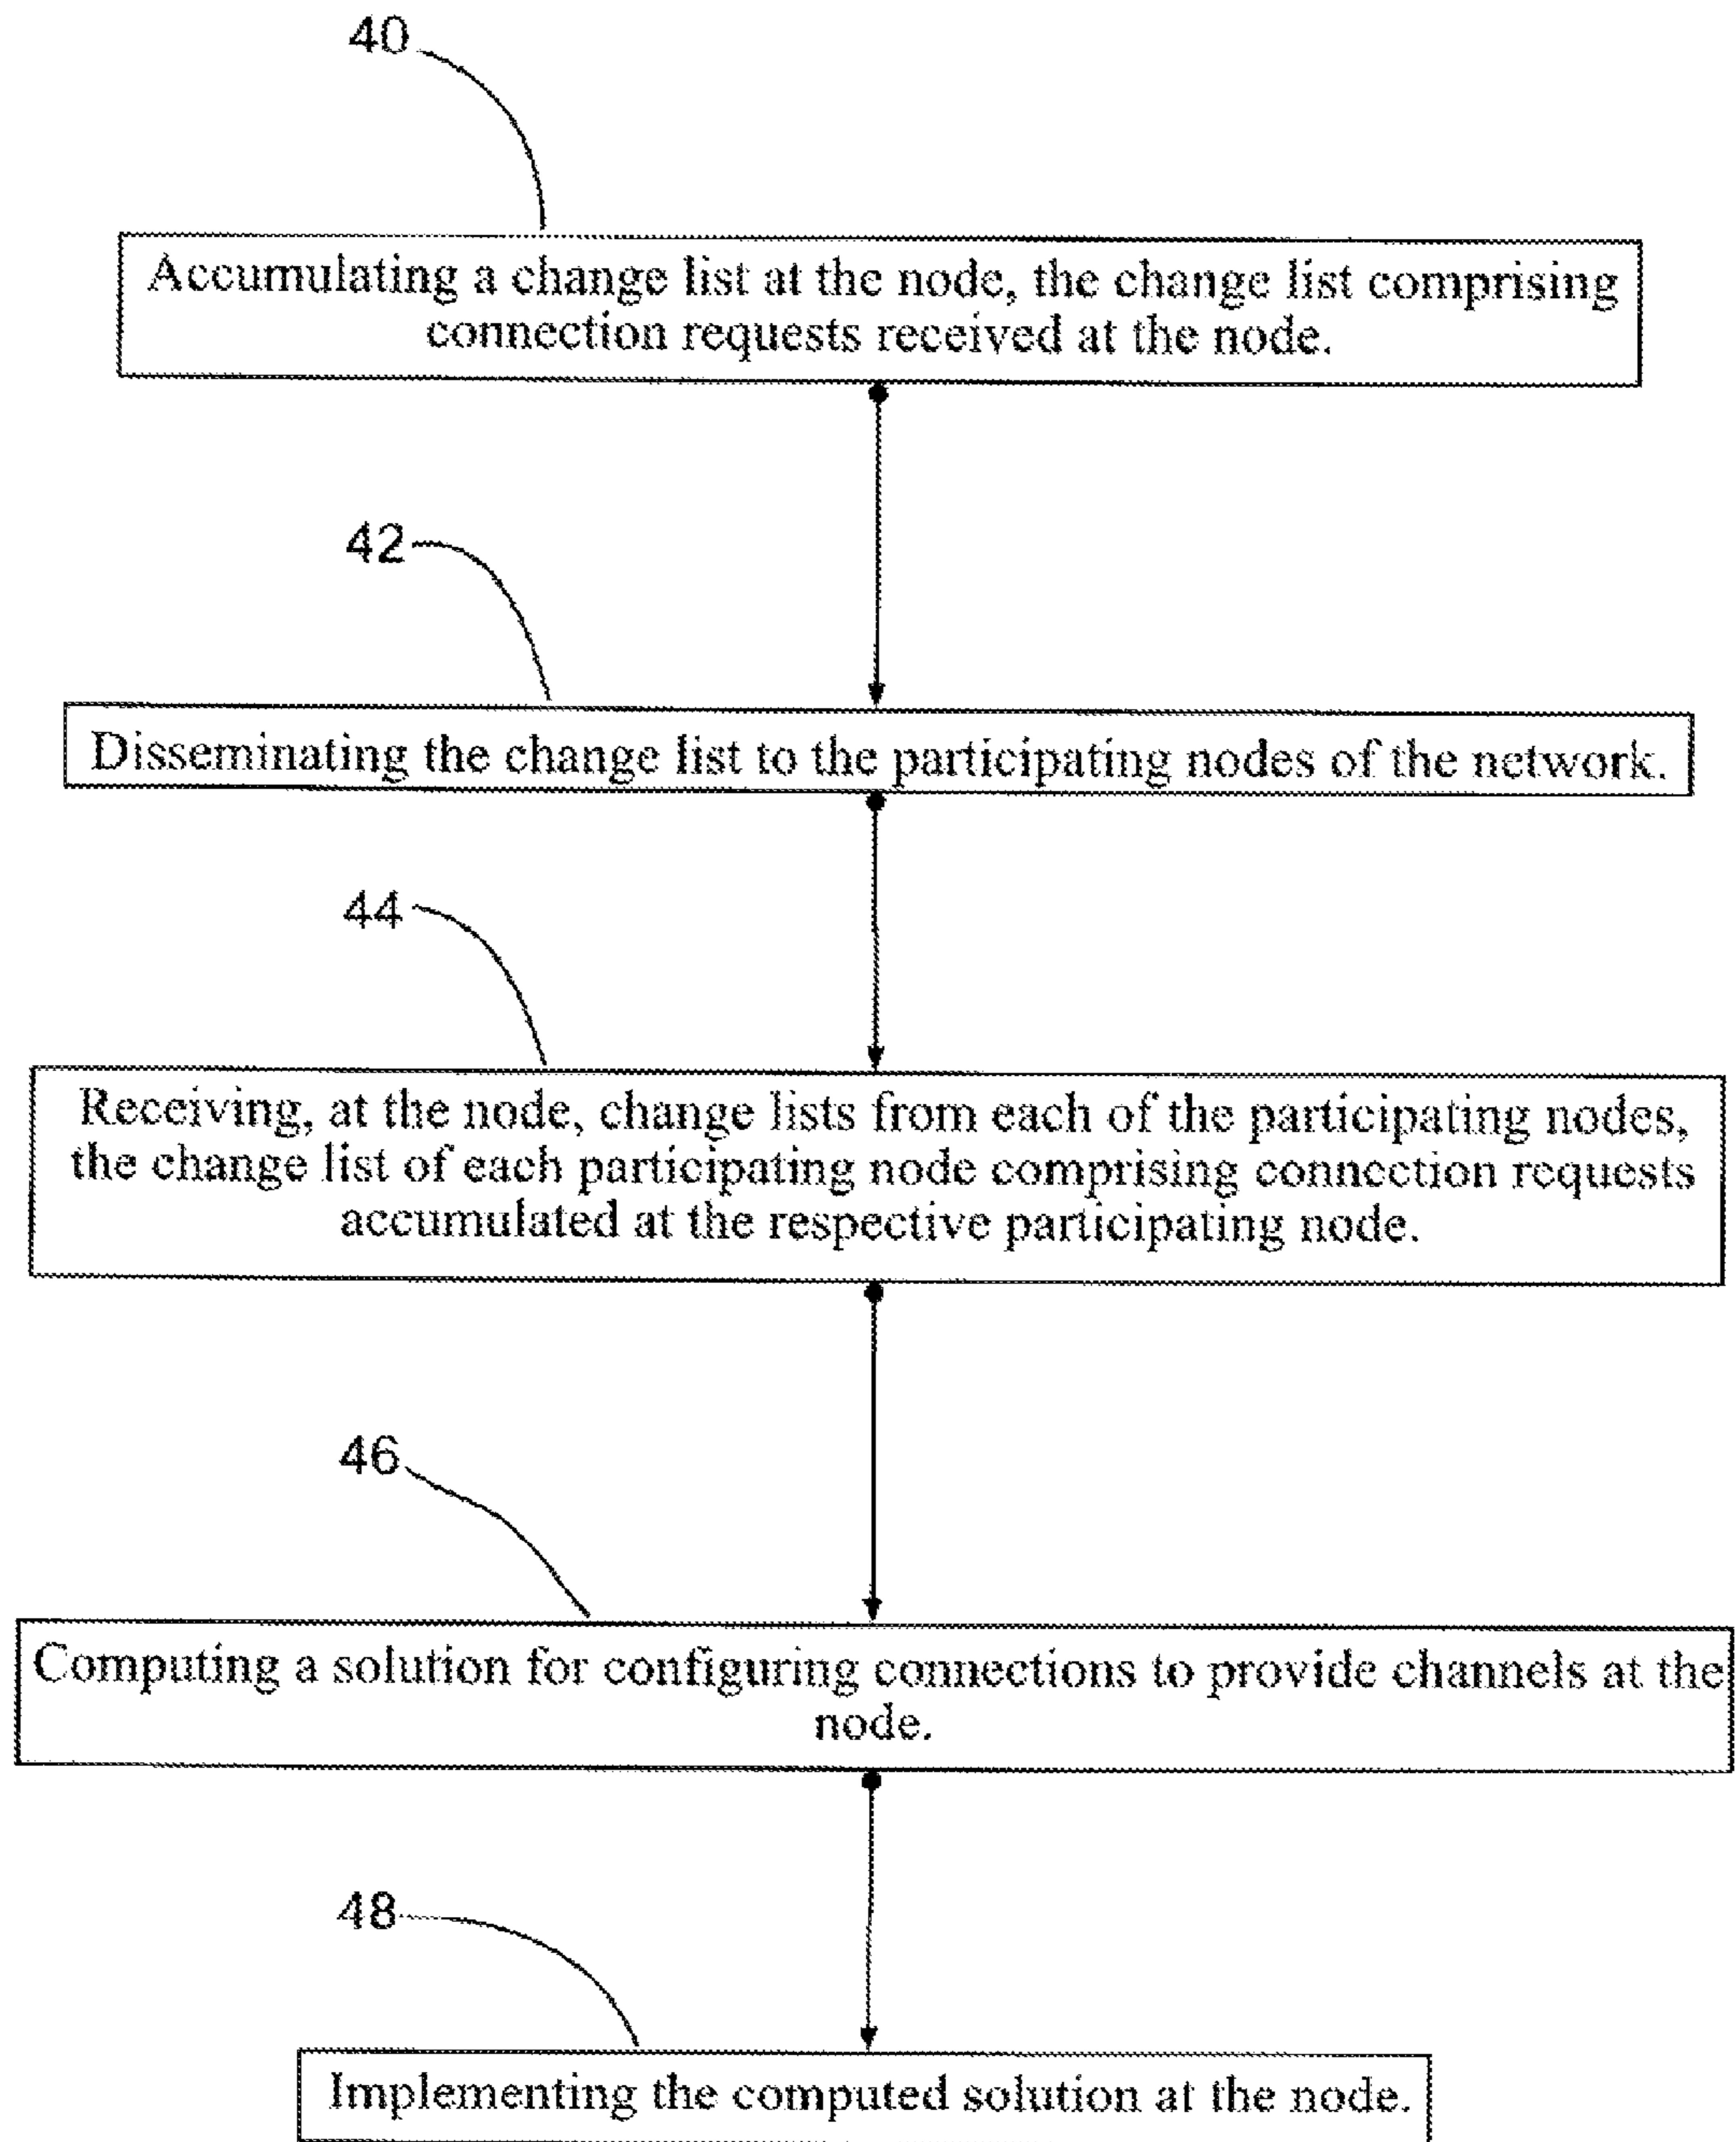 40
Accumulating a change list at the node, the change list comprising
connection requests received at the node.
42
Disseminating the change list to the participating nodes of the network.
44
Receiving, at the node, change lists from each of the participating nodes,
the change list of each participating node comprising connection requests
accumulated at the respective participating node.
46
Computing a solution for configuring connections to provide channels at the
node.
48
Implementing the computed solution at the node.